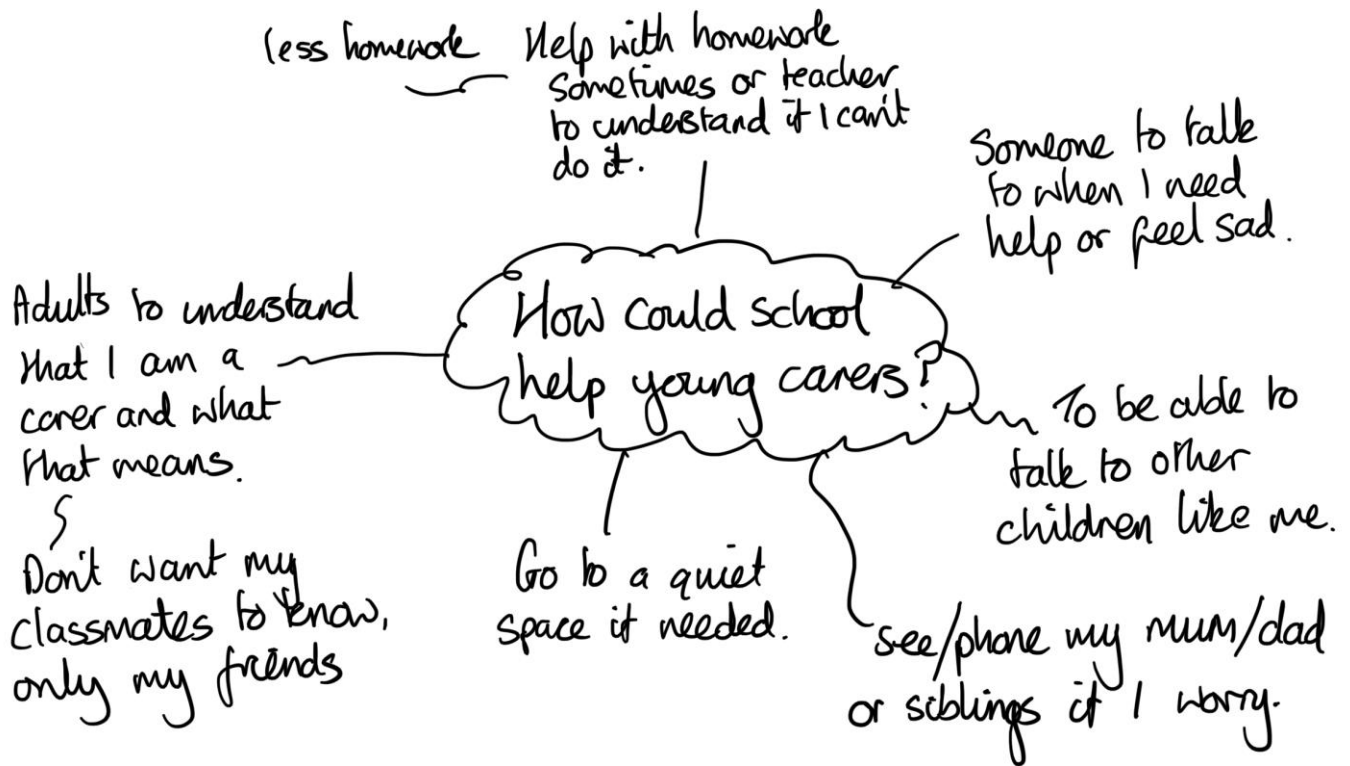 less homework
Help with homework
sometimes or teacher
to understand if I can't
do it.
Someone to talk
to when I need
help or feel sad.
How could school
help young carers?
Adults to understand
that I am a
carer and what
that means.
Don't want my
classmates to know,
only my friends
Go to a quiet
space if needed.
To be able to
talk to other
children like me.
see/phone my mum/dad
or siblings if I worry.